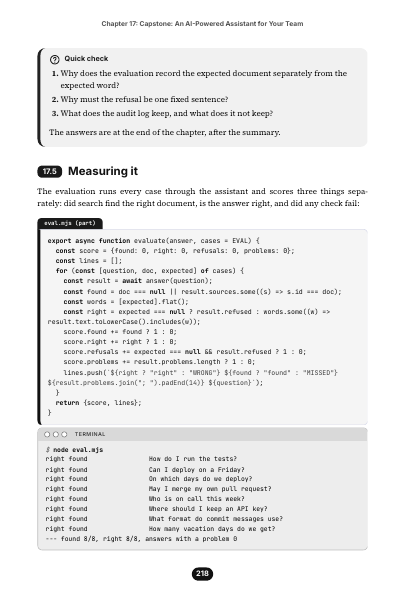 Chapter 17: Capstone: An AI-Powered Assistant for Your Team
Quick check
1. Why does the evaluation record the expected document separately from the
expected word?
2. Why must the refusal be one fixed sentence?
3. What does the audit log keep, and what does it not keep?
The answers are at the end of the chapter, after the summary.
17.5 Measuring it
The evaluation runs every case through the assistant and scores three things sepa-
rately: did search find the right document, is the answer right, and did any check fail:
eval.mjs (part)
export async function evaluate(answer, cases = EVAL) {
  const score = {found: 0, right: 0, refusals: 0, problems: 0};
  const lines = [];
  for (const [question, doc, expected] of cases) {
    const result = await answer(question);
    const found = doc === null || result.sources.some((s) => s.id === doc);
    const words = [expected].flat();
    const right = expected === null ? result.refused : words.some((w) =>
result.text.toLowerCase().includes(w));
    score.found += found ? 1 : 0;
    score.right += right ? 1 : 0;
    score.refusals += expected === null && result.refused ? 1 : 0;
    score.problems += result.problems.length ? 1 : 0;
    lines.push(`${right ? "right" : "WRONG"} ${found ? "found" : "MISSED"}
${result.problems.join("; ").padEnd(14)} ${question}`);
  }
  return {score, lines};
}
TERMINAL
$ node eval.mjs
right found                How do I run the tests?
right found                Can I deploy on a Friday?
right found                On which days do we deploy?
right found                May I merge my own pull request?
right found                Who is on call this week?
right found                Where should I keep an API key?
right found                What format do commit messages use?
right found                How many vacation days do we get?
--- found 8/8, right 8/8, answers with a problem 0
218